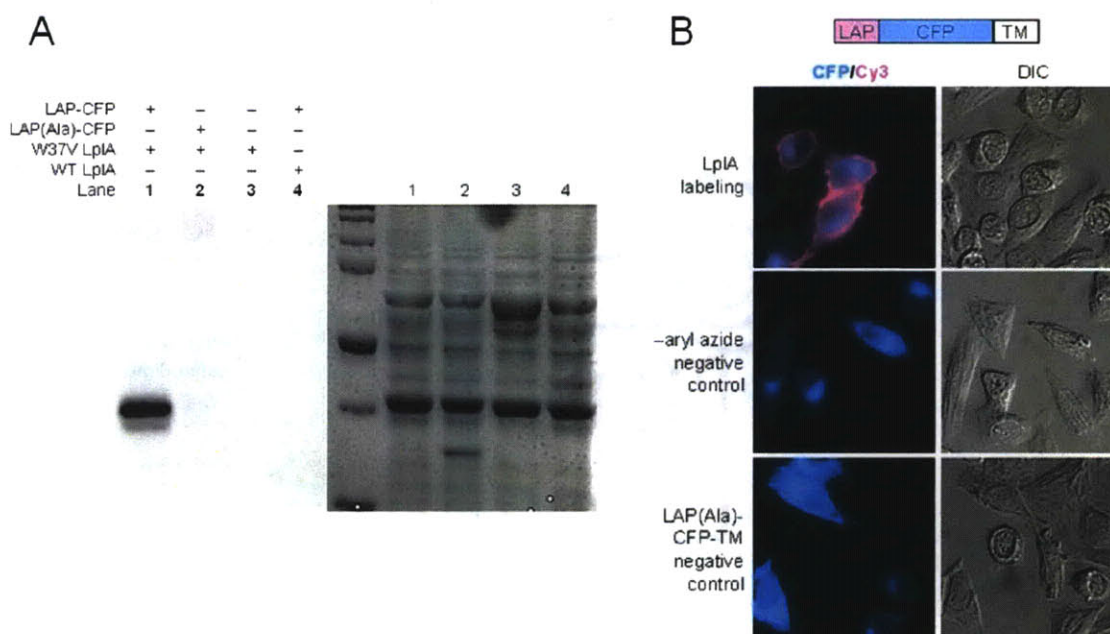 A
LAP-CFP + − − +
LAP(Ala)-CFP − + − −
W37V LplA + + + −
WT LplA − − − +
Lane 1 2 3 4
1 2 3 4
B
LAP CFP TM
CFP/Cy3 DIC
LplA
labeling
−aryl azide
negative
control
LAP(Ala)-
CFP-TM
negative
control